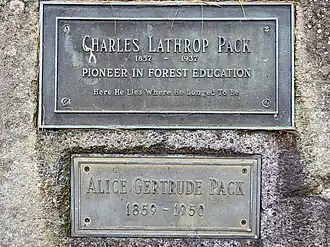 Charles Lathrop Pack
1857 - 1937
Pioneer in Forest Education
Here He Lies Where He Longed To Be
Alice Gertrude Pack
1859 - 1950